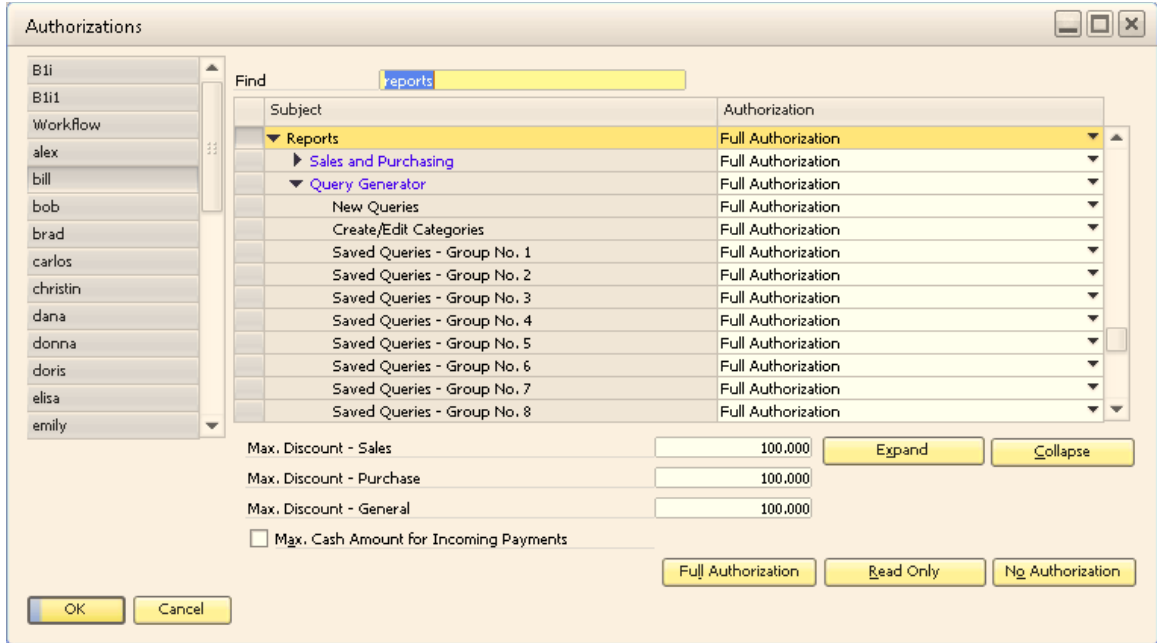 Authorizations
B1i
B1i1
Workflow
alex
bill
bob
brad
carlos
christin
dana
donna
doris
elisa
emily
Find reports
Subject Authorization
Reports Full Authorization
Sales and Purchasing Full Authorization
Query Generator Full Authorization
New Queries Full Authorization
Create/Edit Categories Full Authorization
Saved Queries - Group No. 1 Full Authorization
Saved Queries - Group No. 2 Full Authorization
Saved Queries - Group No. 3 Full Authorization
Saved Queries - Group No. 4 Full Authorization
Saved Queries - Group No. 5 Full Authorization
Saved Queries - Group No. 6 Full Authorization
Saved Queries - Group No. 7 Full Authorization
Saved Queries - Group No. 8 Full Authorization
Max. Discount - Sales 100.000 Expand Collapse
Max. Discount - Purchase 100.000
Max. Discount - General 100.000
Max. Cash Amount for Incoming Payments
Full Authorization Read Only No Authorization
OK Cancel